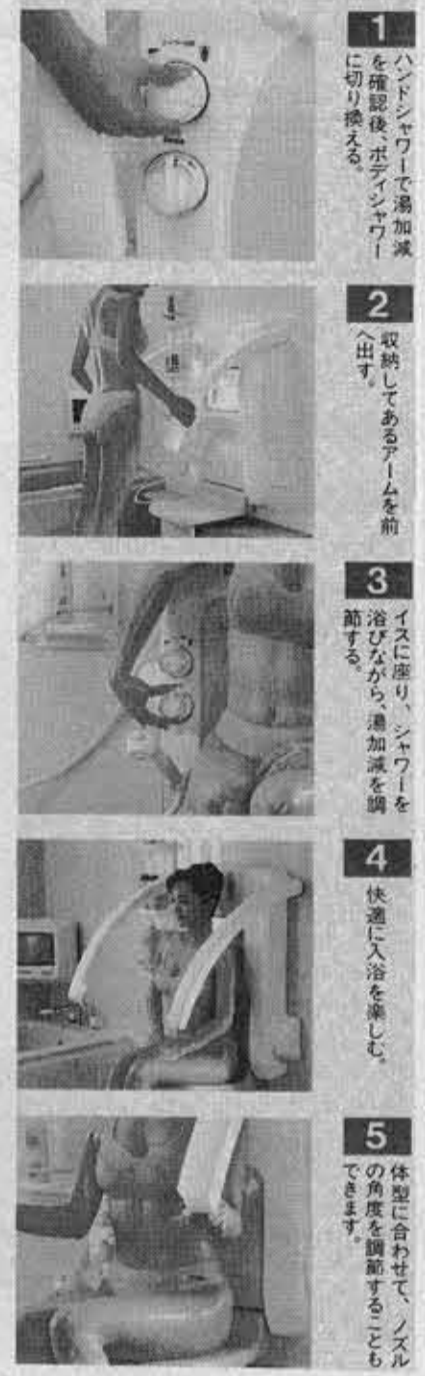 1
ハンドシャワーで湯加減
を確認後、ボディシャワー
に切り換える。
2
収納してあるアームを前
へ出す。
3
イスに座り、シャワーを
浴びながら、湯加減を調
節する。
4
快適に入浴を楽しむ。
5
体型に合わせて、ノズル
の角度を調節することも
できます。